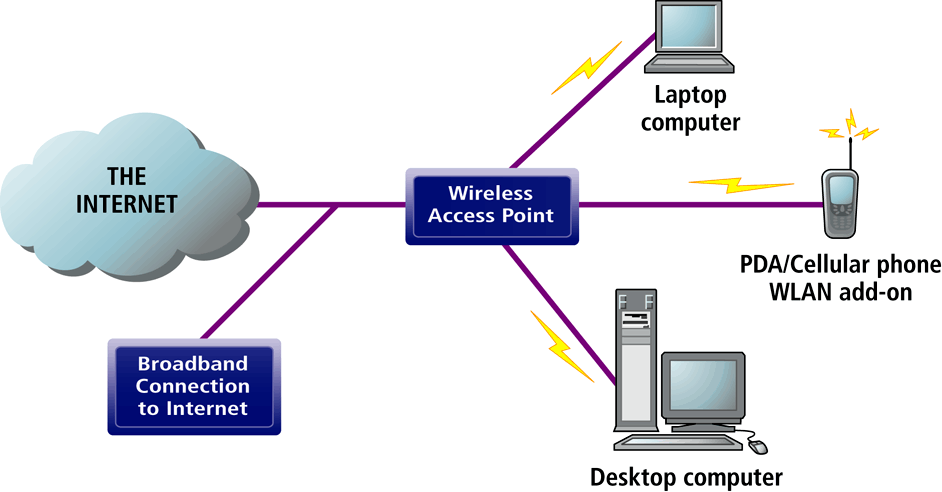 THE
INTERNET
Wireless
Access Point
Laptop
computer
PDA/Cellular phone
WLAN add-on
Broadband
Connection
to Internet
Desktop computer